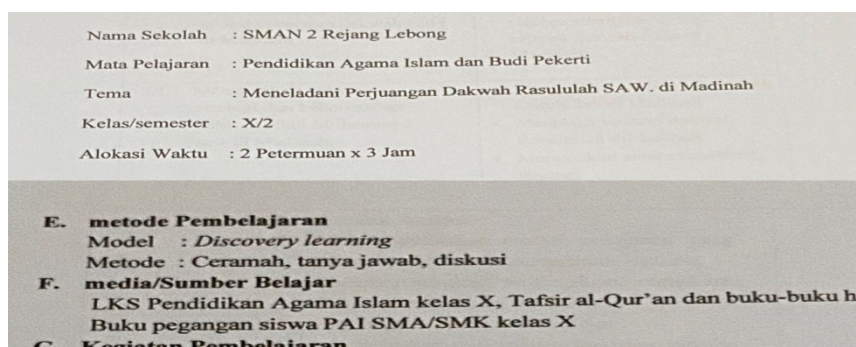 Nama Sekolah : SMAN 2 Rejang Lebong
Mata Pelajaran : Pendidikan Agama Islam dan Budi Pekerti
Tema : Meneladani Perjuangan Dakwah Rasululah SAW. di Madinah
Kelas/semester : X/2
Alokasi Waktu : 2 Petermuan x 3 Jam
E. metode Pembelajaran
Model : Discovery learning
Metode : Ceramah, tanya jawab, diskusi
F. media/Sumber Belajar
LKS Pendidikan Agama Islam kelas X, Tafsir al-Qur'an dan buku-buku h
Buku pegangan siswa PAI SMA/SMK kelas X
Kegiatan Pembelajaran